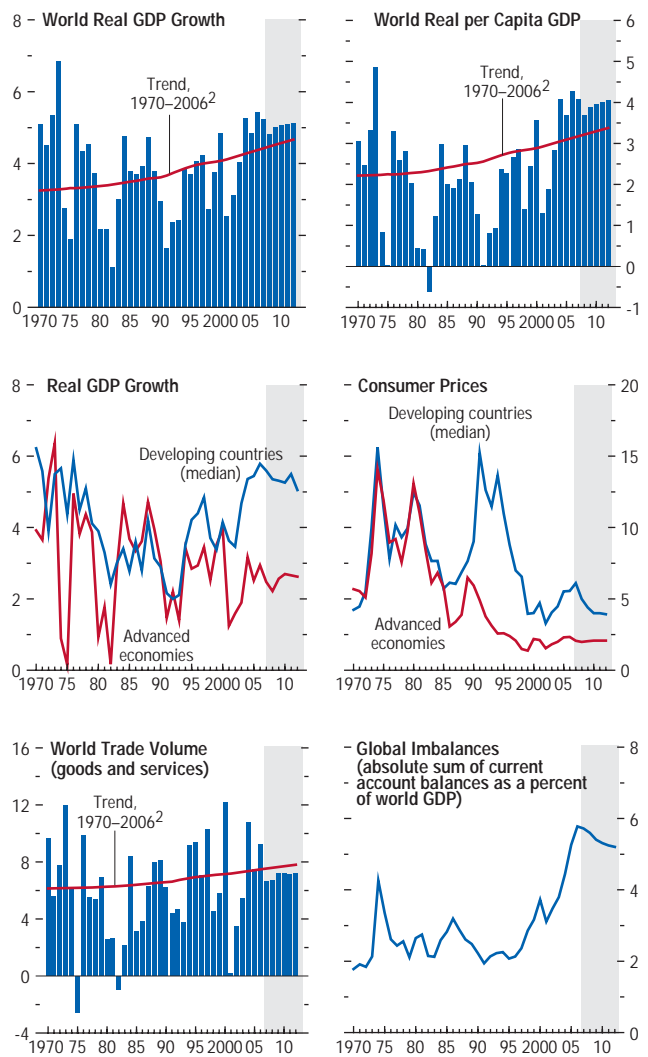 World Real GDP Growth
8
6
4
2
0
Trend,
1970–2006²
1970 75 80 85 90 95 2000 05 10
World Real per Capita GDP
6
5
4
3
2
1
0
-1
Trend,
1970–2006²
1970 75 80 85 90 95 2000 05 10
Real GDP Growth
8
6
4
2
0
Developing countries
(median)
Advanced
economies
1970 75 80 85 90 95 2000 05 10
Consumer Prices
20
15
10
5
0
Developing countries
(median)
Advanced
economies
1970 75 80 85 90 95 2000 05 10
World Trade Volume
(goods and services)
16
12
8
4
0
-4
Trend,
1970–2006²
1970 75 80 85 90 95 2000 05 10
Global Imbalances
(absolute sum of current
account balances as a percent
of world GDP)
8
6
4
2
0
1970 75 80 85 90 95 2000 05 10